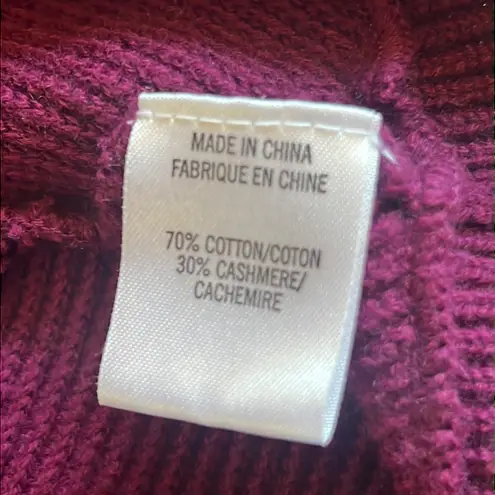 MADE IN CHINA
FABRIQUE EN CHINE
70% COTTON/COTON
30% CASHMERE/
CACHEMIRE